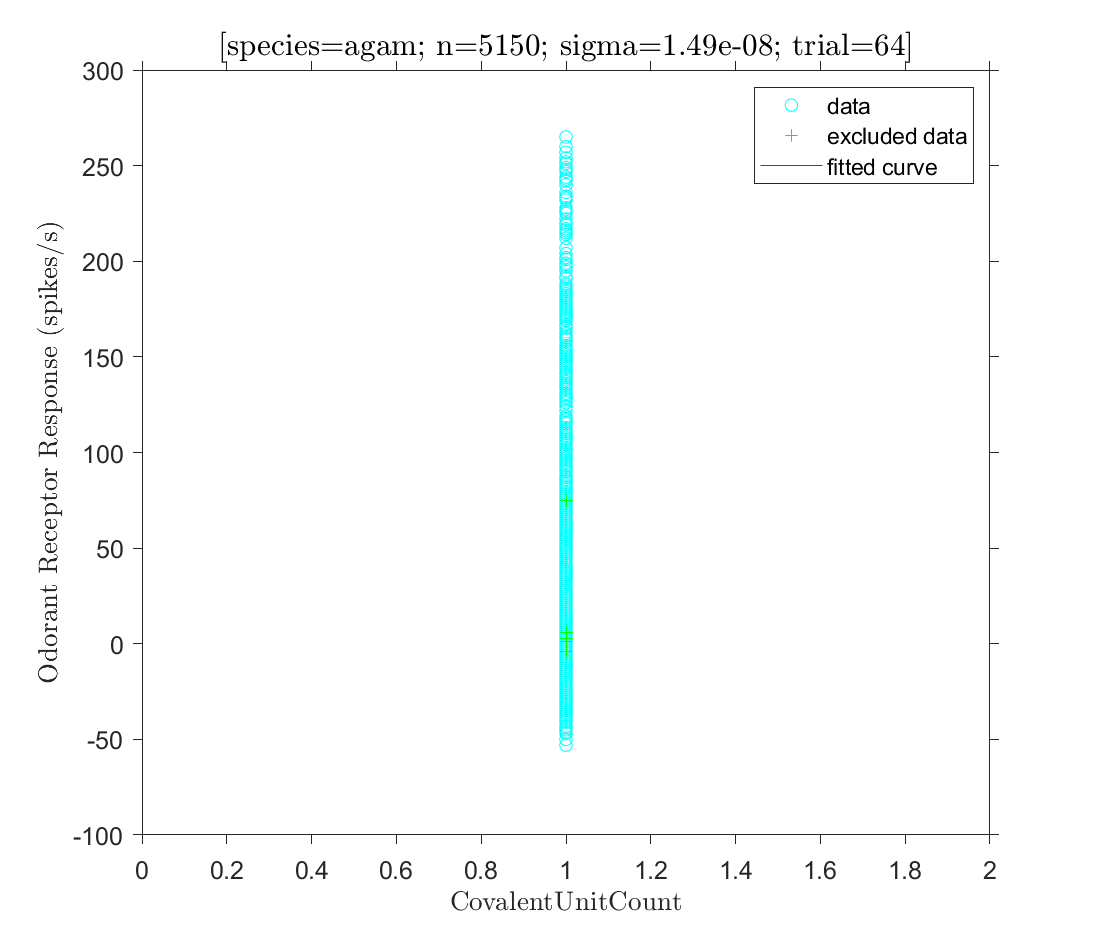 [species=agam; n=5150; sigma=1.49e-08; trial=64]
300
250
200
150
100
50
0
-50
-100
Odorant Receptor Response (spikes/s)
data
excluded data
fitted curve
0 0.2 0.4 0.6 0.8 1 1.2 1.4 1.6 1.8 2
CovalentUnitCount